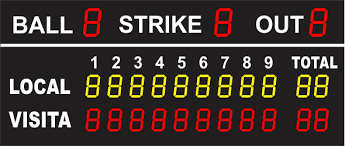 BALL 8 STRIKE 8 OUT 8
1 2 3 4 5 6 7 8 9 TOTAL
LOCAL 8 8 8 8 8 8 8 8 8 88
VISITA 8 8 8 8 8 8 8 8 8 88